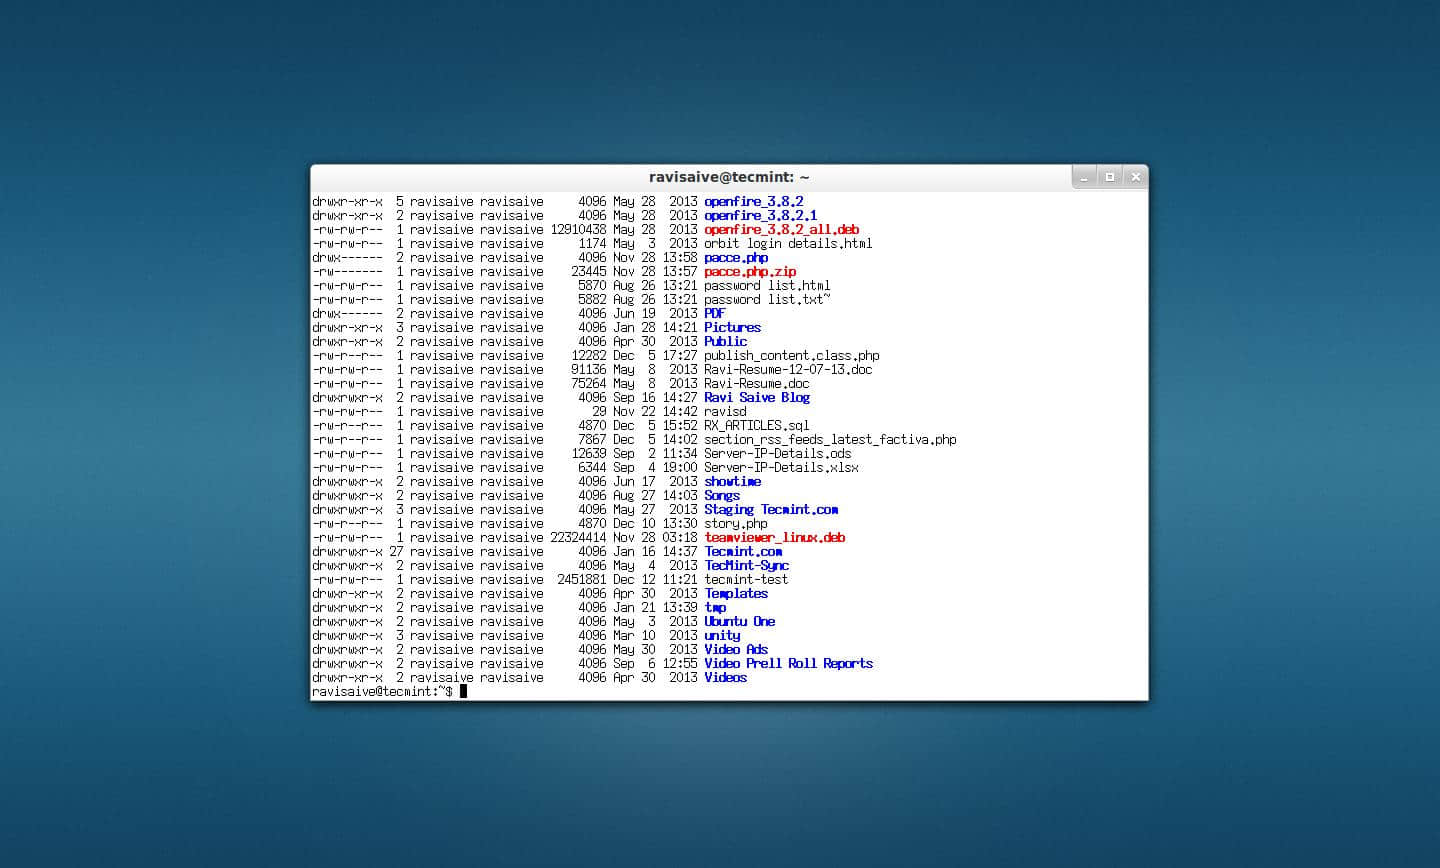 ravisaive@tecmint: ~
drwxr-xr-x  5 ravisaive ravisaive     4096 May 28  2013 openfire_3.8.2
drwxr-xr-x  2 ravisaive ravisaive     4096 May 28  2013 openfire_3.8.2.1
-rw-rw-r--  1 ravisaive ravisaive 12910438 May 28  2013 openfire_3.8.2_all.deb
-rw-rw-r--  1 ravisaive ravisaive     1174 May  3  2013 orbit login details.html
drwx------  2 ravisaive ravisaive     4096 Nov 28 13:58 pacce.php
-rw-------  1 ravisaive ravisaive    23445 Nov 28 13:57 pacce.php.zip
-rw-rw-r--  1 ravisaive ravisaive     5870 Aug 26 13:21 password list.html
-rw-rw-r--  1 ravisaive ravisaive     5882 Aug 26 13:21 password list.txt~
drwx------  2 ravisaive ravisaive     4096 Jun 19  2013 PDF
drwxr-xr-x  3 ravisaive ravisaive     4096 Jan 28 14:21 Pictures
drwxr-xr-x  2 ravisaive ravisaive     4096 Apr 30  2013 Public
-rw-r--r--  1 ravisaive ravisaive    12282 Dec  5 17:27 publish_content.class.php
-rw-rw-r--  1 ravisaive ravisaive    91136 May  8  2013 Ravi-Resume-12-07-13.doc
-rw-rw-r--  1 ravisaive ravisaive    75264 May  8  2013 Ravi-Resume.doc
drwxrwxr-x  2 ravisaive ravisaive     4096 Sep 16 14:27 Ravi Saive Blog
-rw-rw-r--  1 ravisaive ravisaive       29 Nov 22 14:42 ravisd
-rw-rw-r--  1 ravisaive ravisaive     4870 Dec  5 15:52 RX_ARTICLES.sql
-rw-r--r--  1 ravisaive ravisaive     7867 Dec  5 14:02 section_rss_feeds_latest_factiva.php
-rw-rw-r--  1 ravisaive ravisaive    12639 Sep  2 11:34 Server-IP-Details.ods
-rw-rw-r--  1 ravisaive ravisaive     6344 Sep  4 19:00 Server-IP-Details.xlsx
drwxrwxr-x  2 ravisaive ravisaive     4096 Jun 17  2013 showtime
drwxrwxr-x  2 ravisaive ravisaive     4096 Aug 27 14:03 Songs
drwxrwxr-x  3 ravisaive ravisaive     4096 May 27  2013 Staging Tecmint.com
-rw-r--r--  1 ravisaive ravisaive     4870 Dec 10 13:30 story.php
-rw-rw-r--  1 ravisaive ravisaive 22324414 Nov 28 03:18 teamviewer_linux.deb
drwxrwxr-x 27 ravisaive ravisaive     4096 Jan 16 14:37 Tecmint.com
drwxrwxr-x  2 ravisaive ravisaive     4096 May  4  2013 TecMint-Sync
-rw-rw-r--  1 ravisaive ravisaive  2451881 Dec 12 11:21 tecmint-test
drwxr-xr-x  2 ravisaive ravisaive     4096 Apr 30  2013 Templates
drwxrwxr-x  2 ravisaive ravisaive     4096 Jan 21 13:39 tmp
drwxrwxr-x  2 ravisaive ravisaive     4096 May  3  2013 Ubuntu One
drwxrwxr-x  3 ravisaive ravisaive     4096 Mar 10  2013 unity
drwxrwxr-x  2 ravisaive ravisaive     4096 May 30  2013 Video Ads
drwxrwxr-x  2 ravisaive ravisaive     4096 Sep  6 12:55 Video Prell Roll Reports
drwxr-xr-x  2 ravisaive ravisaive     4096 Apr 30  2013 Videos
ravisaive@tecmint:~$